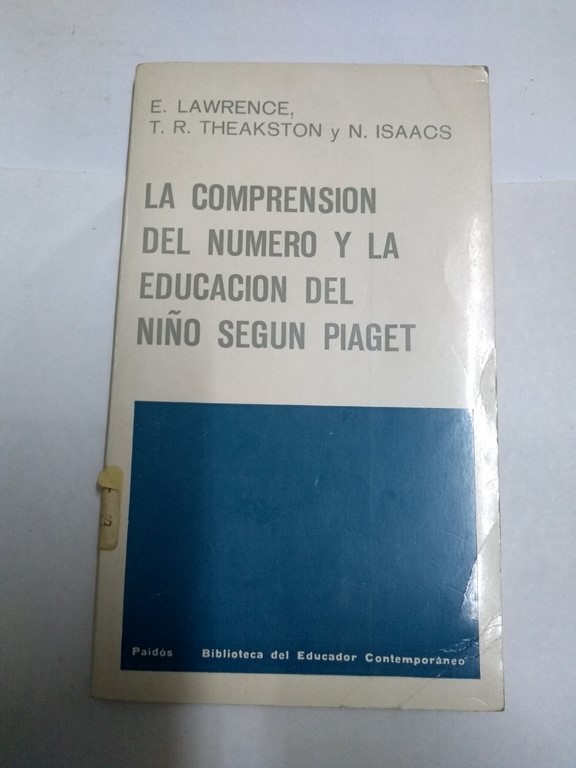 E. LAWRENCE,
T. R. THEAKSTON y N. ISAACS
LA COMPRENSION
DEL NUMERO Y LA
EDUCACION DEL
NIÑO SEGUN PIAGET
Paidós Biblioteca del Educador Contemporáneo